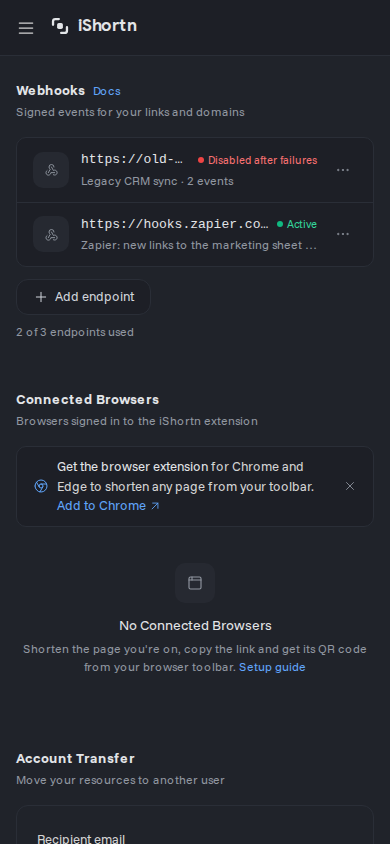 iShortn
Webhooks Docs
Signed events for your links and domains
https://old-… Disabled after failures
Legacy CRM sync · 2 events
https://hooks.zapier.co… Active
Zapier: new links to the marketing sheet …
Add endpoint
2 of 3 endpoints used
Connected Browsers
Browsers signed in to the iShortn extension
Get the browser extension for Chrome and
Edge to shorten any page from your toolbar.
Add to Chrome
No Connected Browsers
Shorten the page you're on, copy the link and get its QR code
from your browser toolbar. Setup guide
Account Transfer
Move your resources to another user
Recipient email